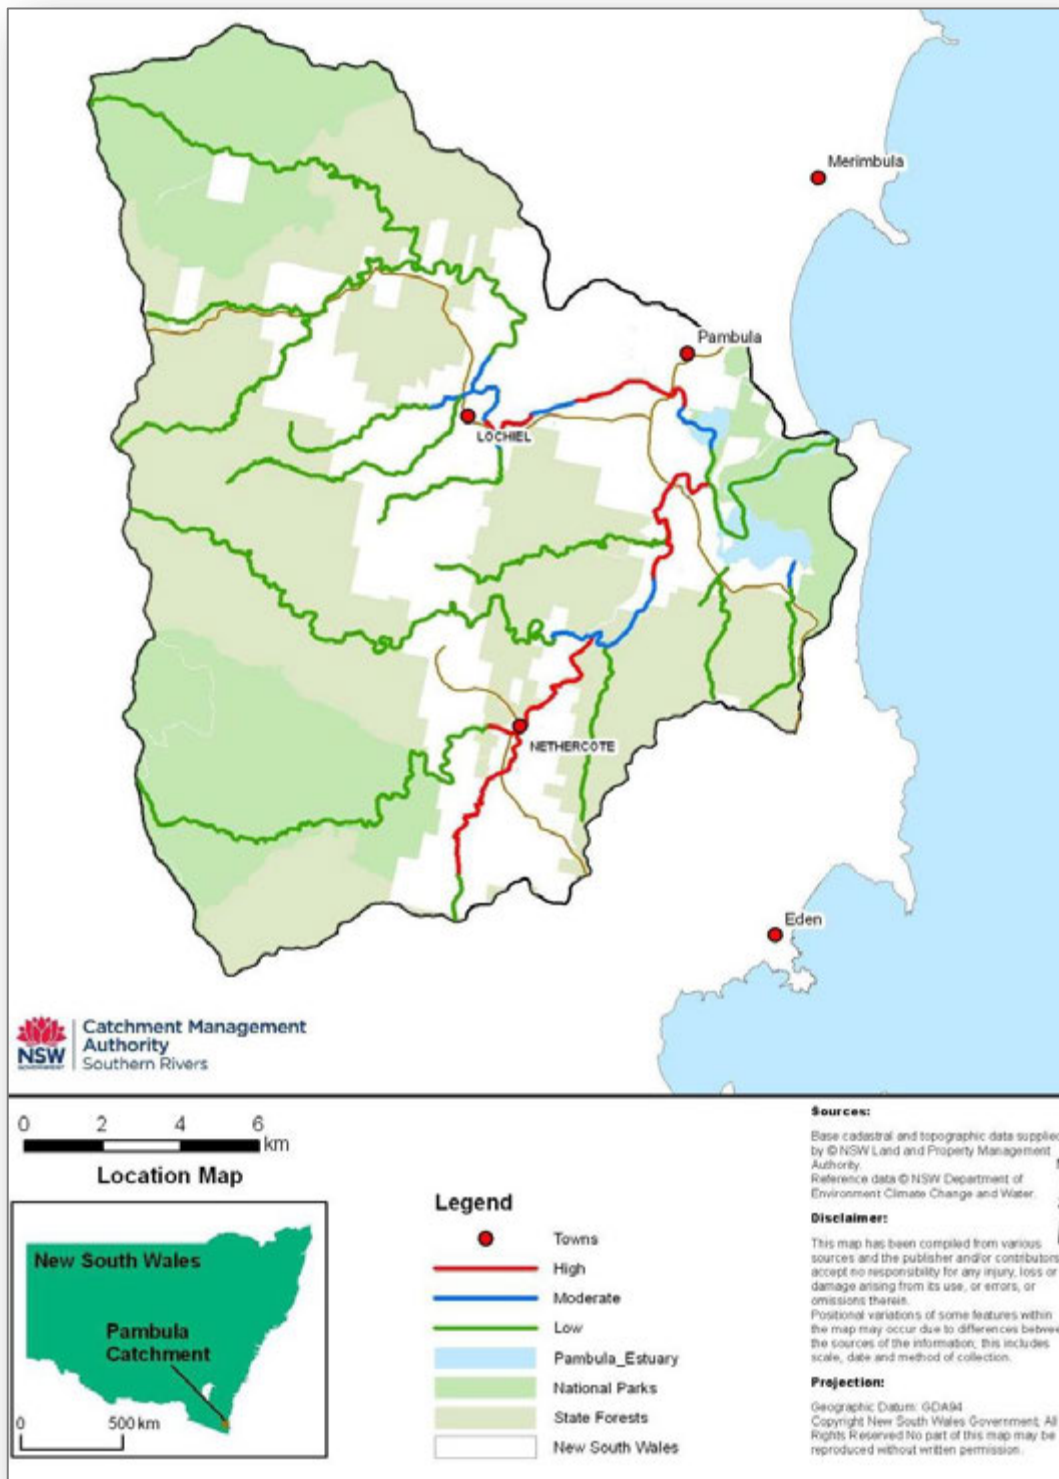 Merimbula
Pambula
LOCHIEL
NETHERCOTE
Eden
NSW
GOVERNMENT
Catchment Management
Authority
Southern Rivers
0 2 4 6
km
Location Map
New South Wales
Pambula
Catchment
0 500 km
Legend
Towns
High
Moderate
Low
Pambula_Estuary
National Parks
State Forests
New South Wales
Sources:
Base cadastral and topographic data supplied
by © NSW Land and Property Management
Authority.
Reference data © NSW Department of
Environment Climate Change and Water.
Disclaimer:
This map has been compiled from various
sources and the publisher and/or contributors
accept no responsibility for any injury, loss or
damage arising from its use, or errors, or
omissions therein.
Positional variations of some features within
the map may occur due to differences between
the sources of the information; this includes
scale, date and method of collection.
Projection:
Geographic Datum: GDA94
Copyright New South Wales Government. All
Rights Reserved No part of this map may be
reproduced without written permission.